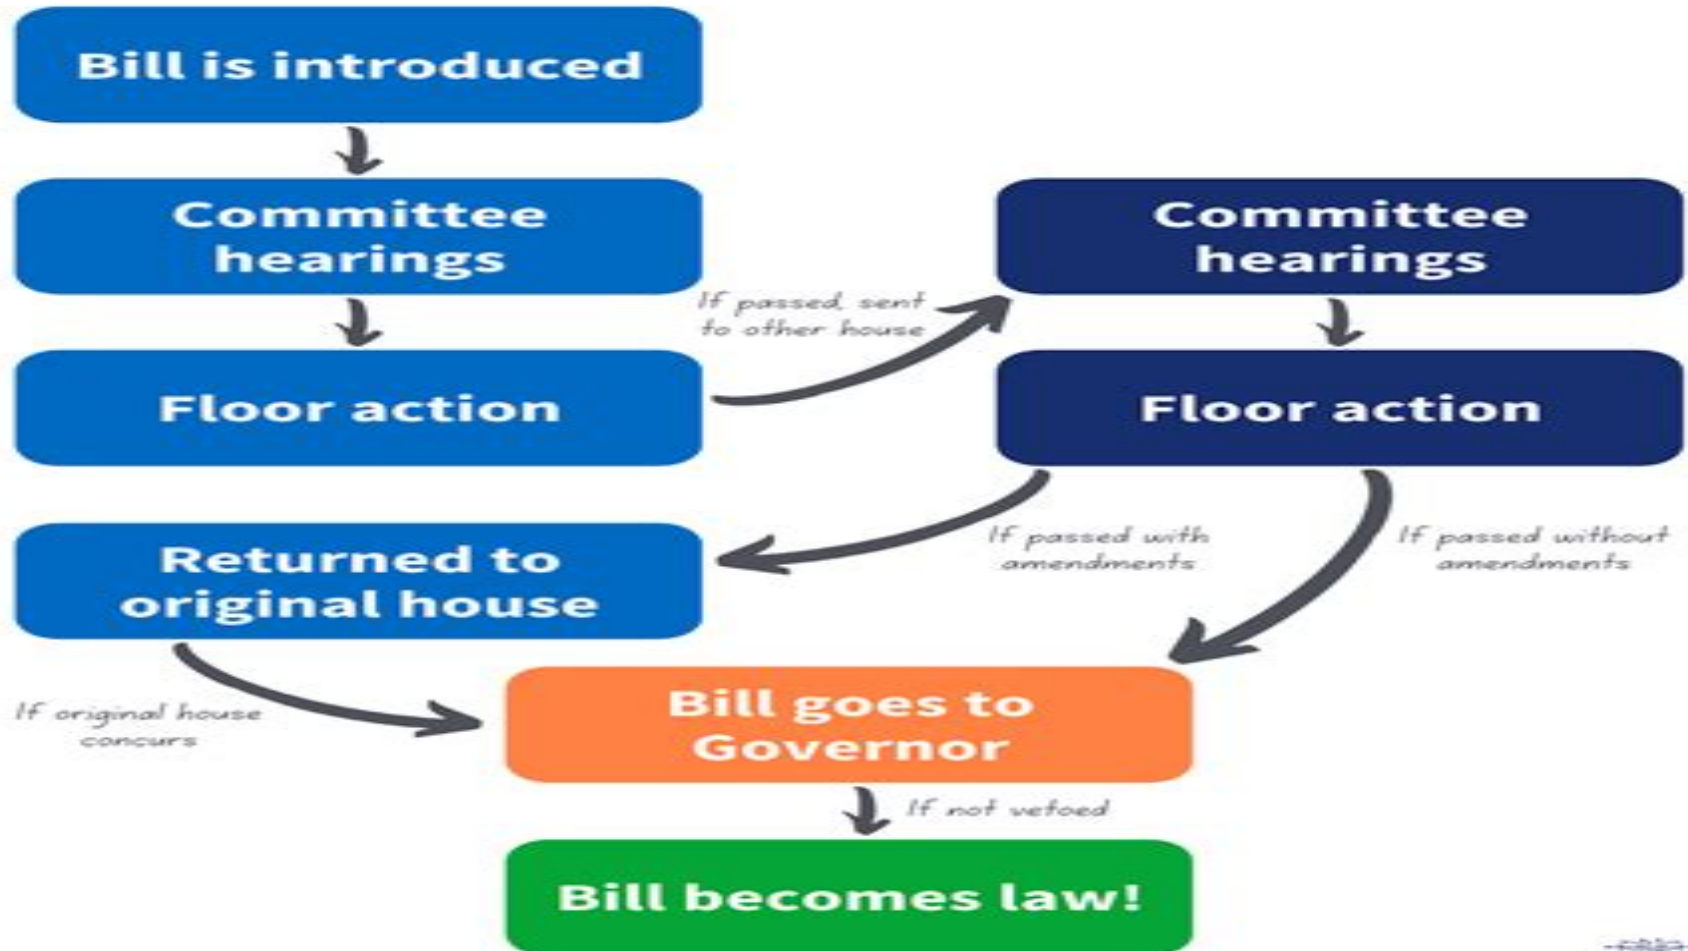 Bill is introduced
Committee
hearings
Floor action
If passed, sent
to other house
Committee
hearings
Floor action
If passed with
amendments
If passed without
amendments
Returned to
original house
If original house
concurs
Bill goes to
Governor
If not vetoed
Bill becomes law!